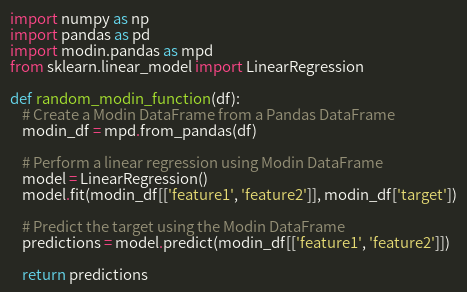 import numpy as np
import pandas as pd
import modin.pandas as mpd
from sklearn.linear_model import LinearRegression

def random_modin_function(df):
    # Create a Modin DataFrame from a Pandas DataFrame
    modin_df = mpd.from_pandas(df)

    # Perform a linear regression using Modin DataFrame
    model = LinearRegression()
    model.fit(modin_df[['feature1', 'feature2']], modin_df['target'])

    # Predict the target using the Modin DataFrame
    predictions = model.predict(modin_df[['feature1', 'feature2']])

    return predictions